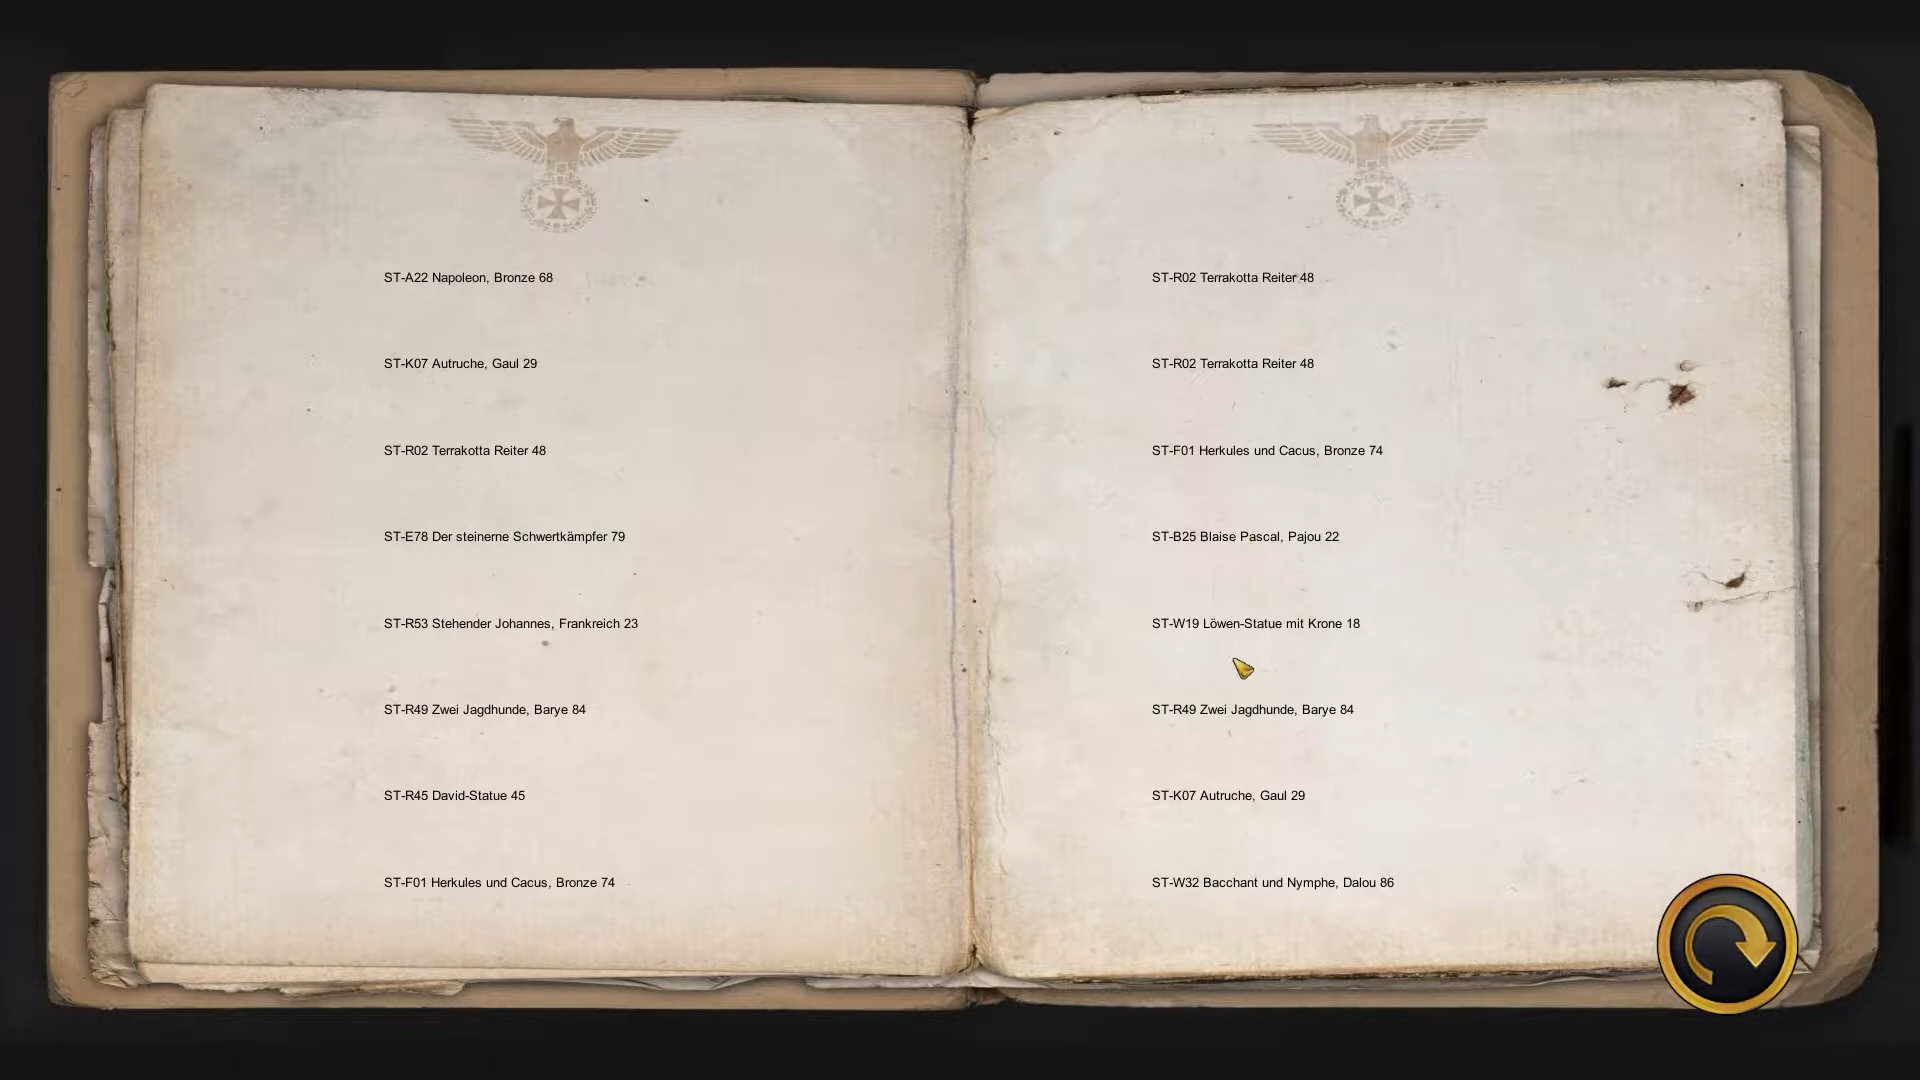 ST-A22 Napoleon, Bronze 68
ST-K07 Autruche, Gaul 29
ST-R02 Terrakotta Reiter 48
ST-E78 Der steinerne Schwertkämpfer 79
ST-R53 Stehender Johannes, Frankreich 23
ST-R49 Zwei Jagdhunde, Barye 84
ST-R45 David-Statue 45
ST-F01 Herkules und Cacus, Bronze 74
ST-R02 Terrakotta Reiter 48
ST-R02 Terrakotta Reiter 48
ST-F01 Herkules und Cacus, Bronze 74
ST-B25 Blaise Pascal, Pajou 22
ST-W19 Löwen-Statue mit Krone 18
ST-R49 Zwei Jagdhunde, Barye 84
ST-K07 Autruche, Gaul 29
ST-W32 Bacchant und Nymphe, Dalou 86